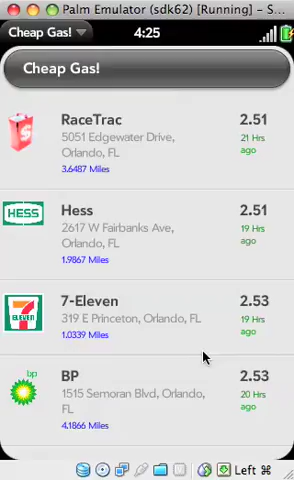 Palm Emulator (sdk62) [Running] – S...
Cheap Gas!
4:25
Cheap Gas!
RaceTrac 2.51
5051 Edgewater Drive, 21 Hrs
Orlando, FL ago
3.6487 Miles
HESS
Hess 2.51
2617 W Fairbanks Ave, 19 Hrs
Orlando, FL ago
1.9867 Miles
7 ELEVEN
7-Eleven 2.53
319 E Princeton, Orlando, FL 19 Hrs
1.0339 Miles ago
bp
BP 2.53
1515 Semoran Blvd, Orlando, 20 Hrs
FL ago
4.1866 Miles
Left ⌘